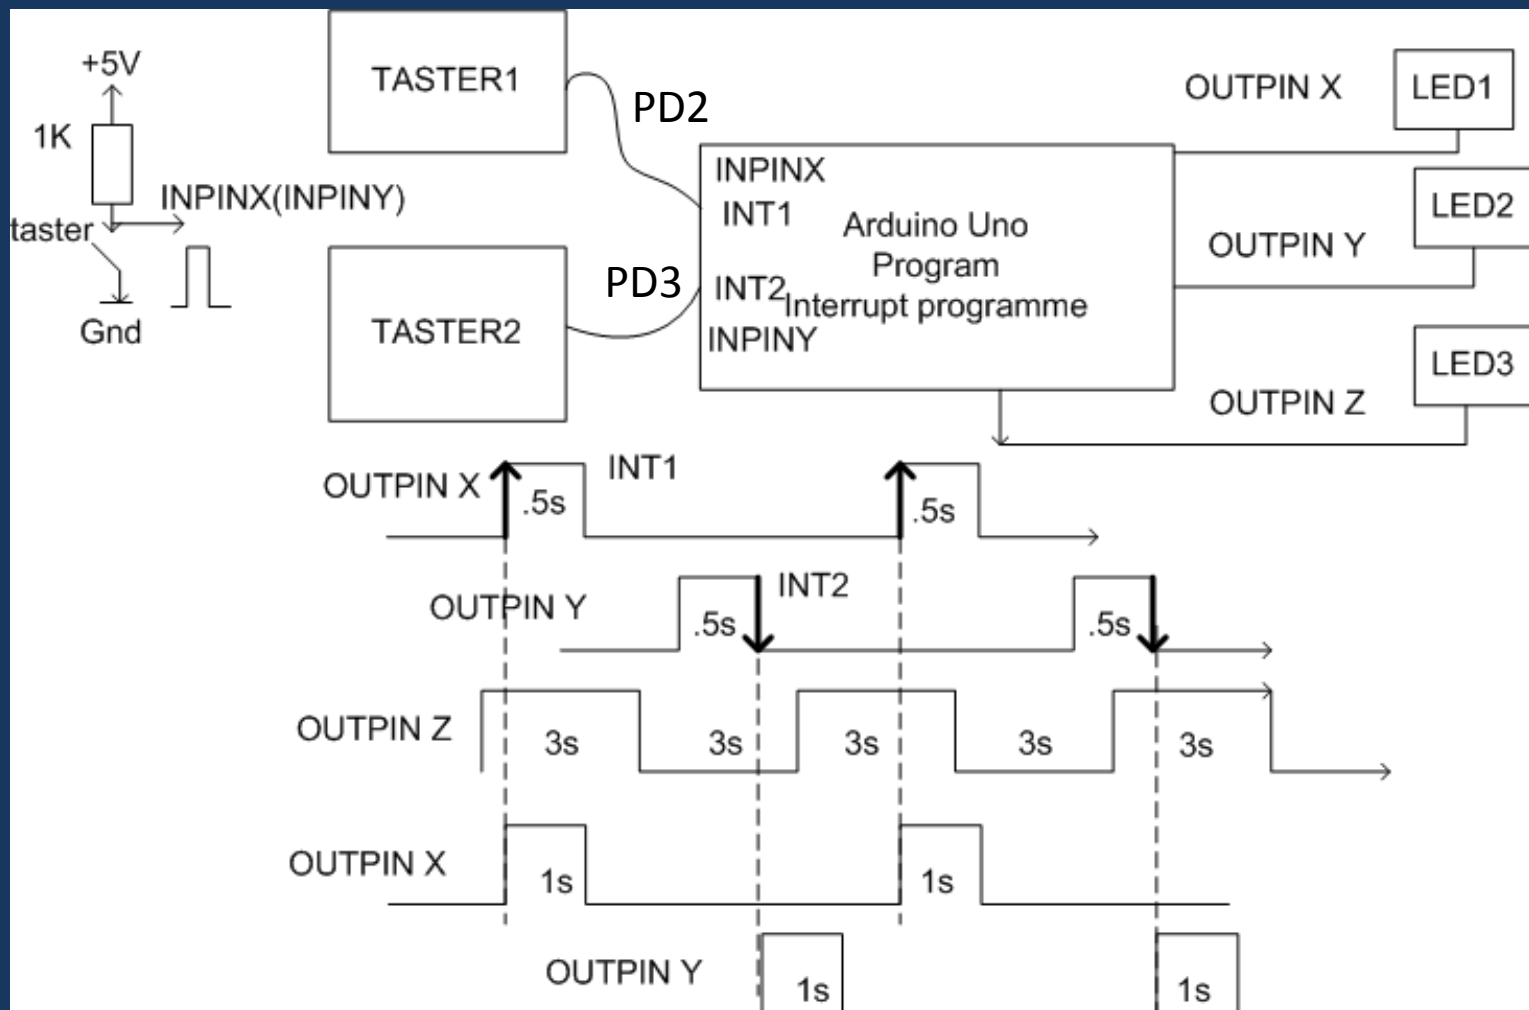 +5V
1K
INPINX(INPINY)
taster
Gnd
TASTER1
PD2
TASTER2
PD3
INPINX
INT1
INT2
INPINY
Arduino Uno
Program
Interrupt programme
OUTPIN X
LED1
OUTPIN Y
LED2
OUTPIN Z
LED3
OUTPIN X
.5s
INT1
.5s
OUTPIN Y
.5s
INT2
.5s
OUTPIN Z
3s
3s
3s
3s
3s
OUTPIN X
1s
1s
OUTPIN Y
1s
1s